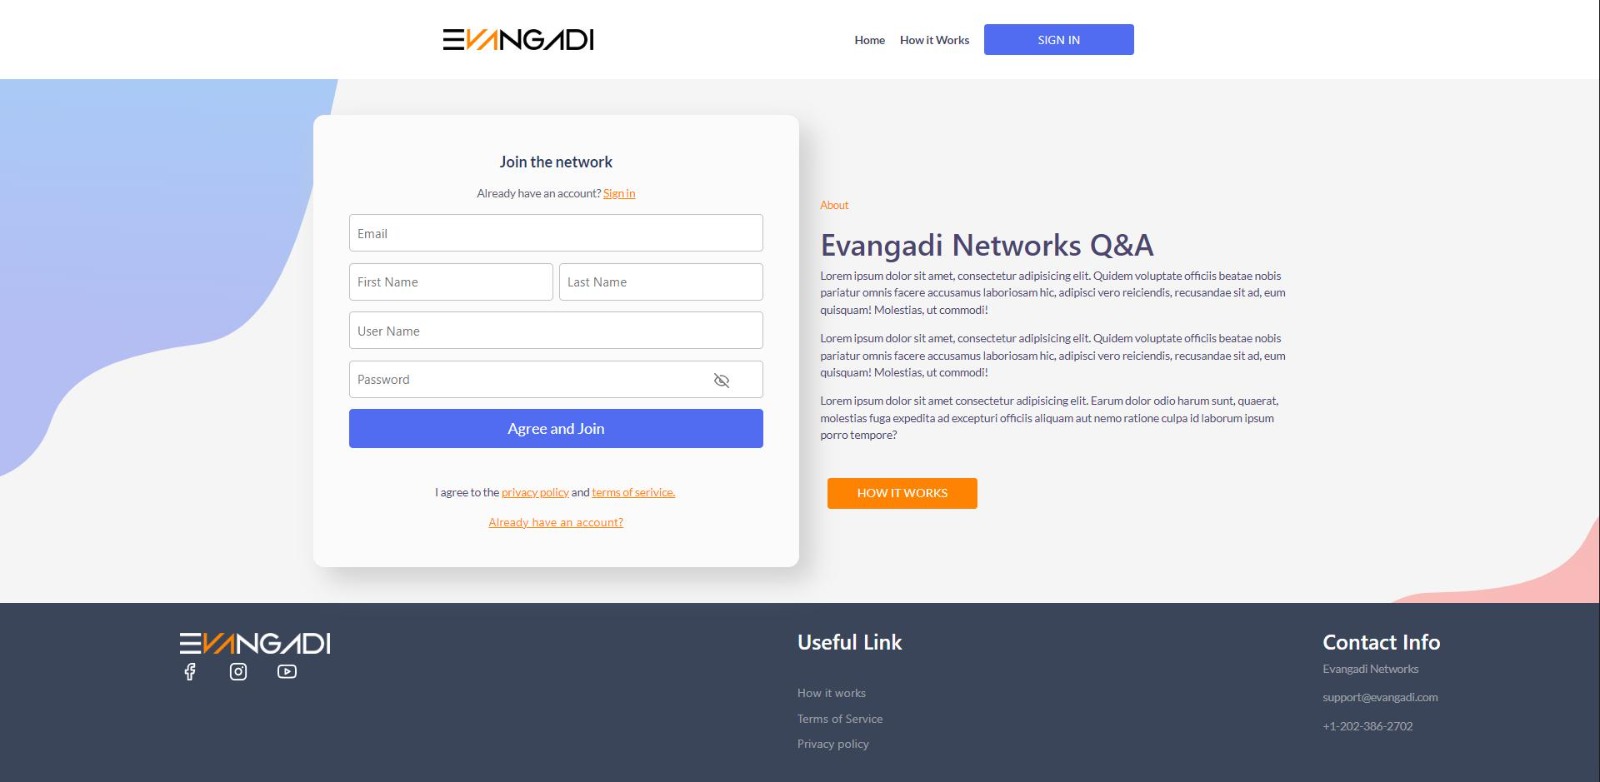 EVANGADI
Home
How it Works
SIGN IN
Join the network
Already have an account? Sign in
Email
First Name
Last Name
User Name
Password
Agree and Join
I agree to the privacy policy and terms of serivice.
Already have an account?
About
Evangadi Networks Q&A
Lorem ipsum dolor sit amet, consectetur adipisicing elit. Quidem voluptate officiis beatae nobis
pariatur omnis facere accusamus laboriosam hic, adipisci vero reiciendis, recusandae sit ad, eum
quisquam! Molestias, ut commodi!
Lorem ipsum dolor sit amet, consectetur adipisicing elit. Quidem voluptate officiis beatae nobis
pariatur omnis facere accusamus laboriosam hic, adipisci vero reiciendis, recusandae sit ad, eum
quisquam! Molestias, ut commodi!
Lorem ipsum dolor sit amet consectetur adipisicing elit. Earum dolor odio harum sunt, quaerat,
molestias fuga expedita ad excepturi officiis aliquam aut nemo ratione culpa id laborum ipsum
porro tempore?
HOW IT WORKS
EVANGADI
Useful Link
How it works
Terms of Service
Privacy policy
Contact Info
Evangadi Networks
support@evangadi.com
+1-202-386-2702